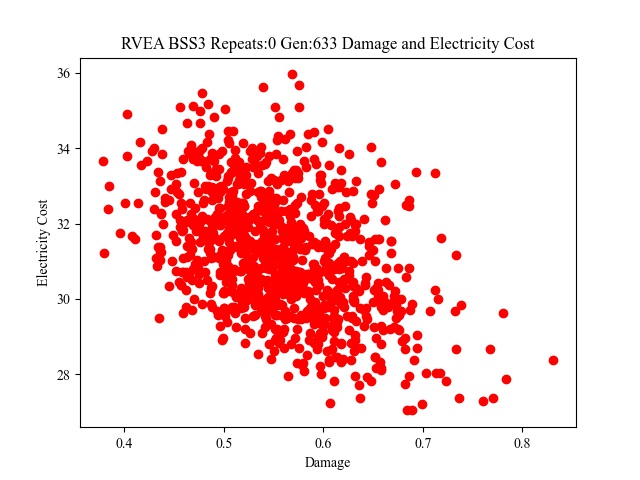 RVEA BSS3 Repeats:0 Gen:633 Damage and Electricity Cost
36
34
32
30
28
Electricity Cost
0.4 0.5 0.6 0.7 0.8
Damage